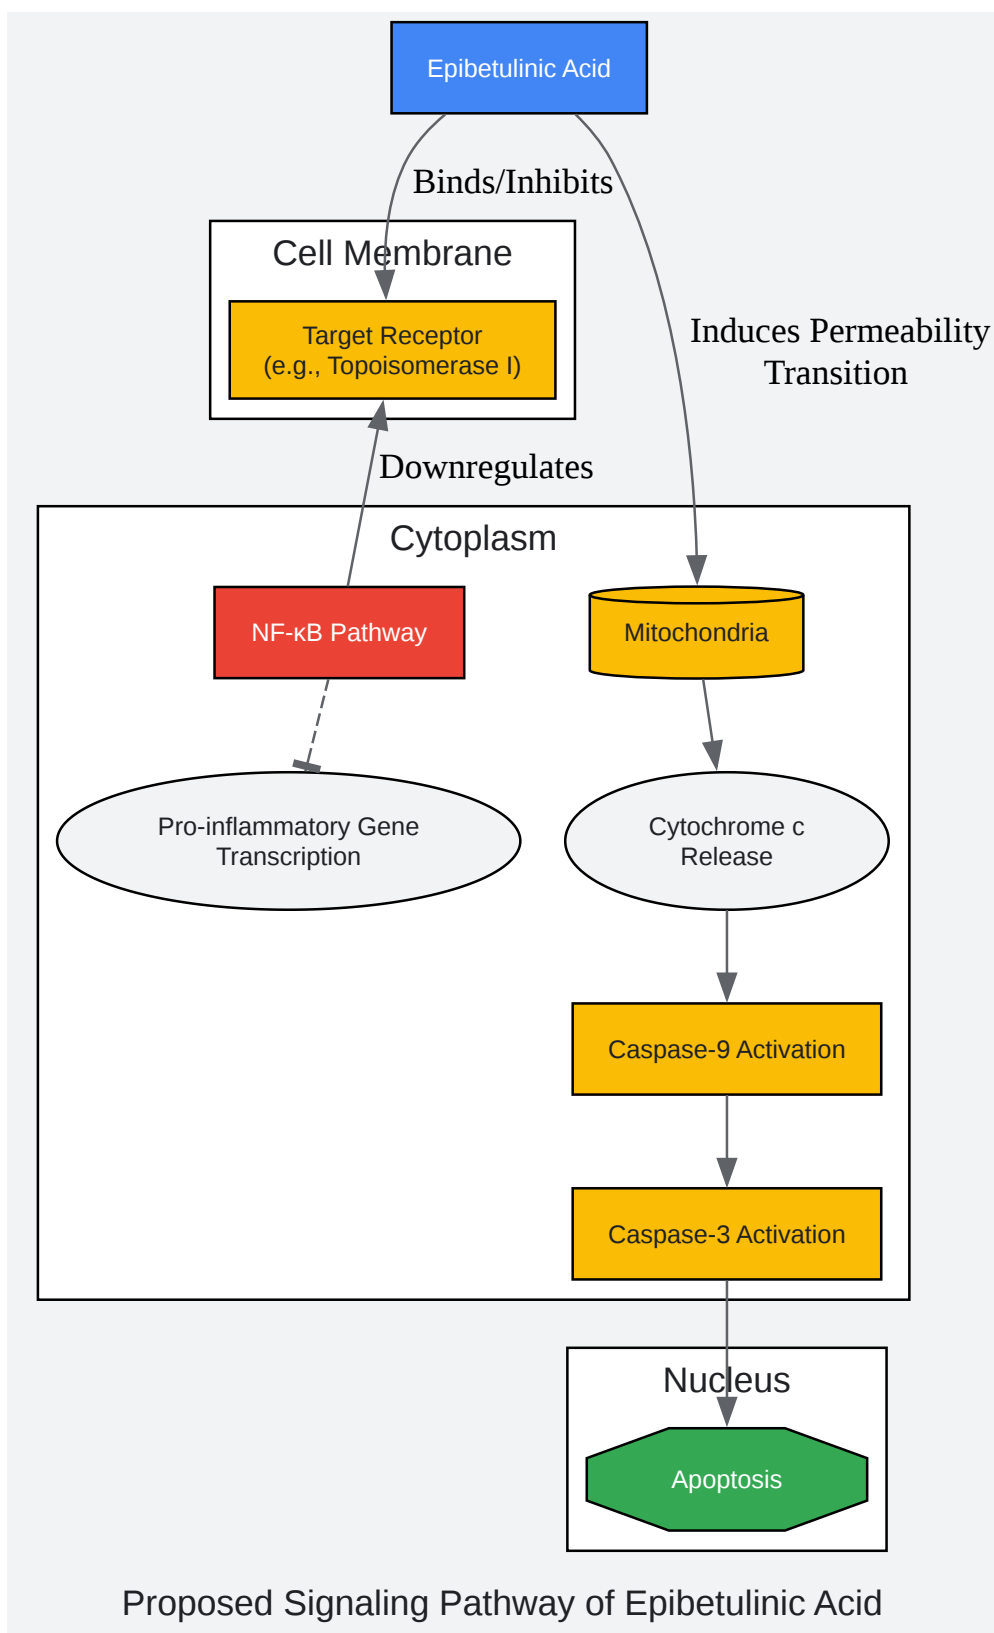 Epibetulinic Acid
Binds/Inhibits
Cell Membrane
Target Receptor
(e.g., Topoisomerase I)
Induces Permeability
Transition
Downregulates
Cytoplasm
NF-κB Pathway
Mitochondria
Pro-inflammatory Gene
Transcription
Cytochrome c
Release
Caspase-9 Activation
Caspase-3 Activation
Nucleus
Apoptosis
Proposed Signaling Pathway of Epibetulinic Acid